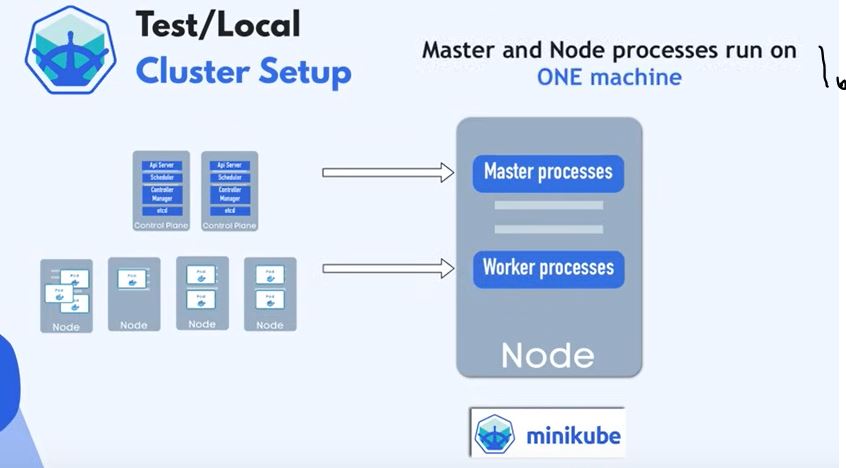 Test/Local
Cluster Setup
Master and Node processes run on
ONE machine
Api Server
Scheduler
Controller
Manager
etcd
Control Plane
Api Server
Scheduler
Controller
Manager
etcd
Control Plane
Master processes
Worker processes
Node
Pod
Pod
Pod
Node
Pod
Node
Pod
Pod
Node
Pod
Pod
Node
minikube